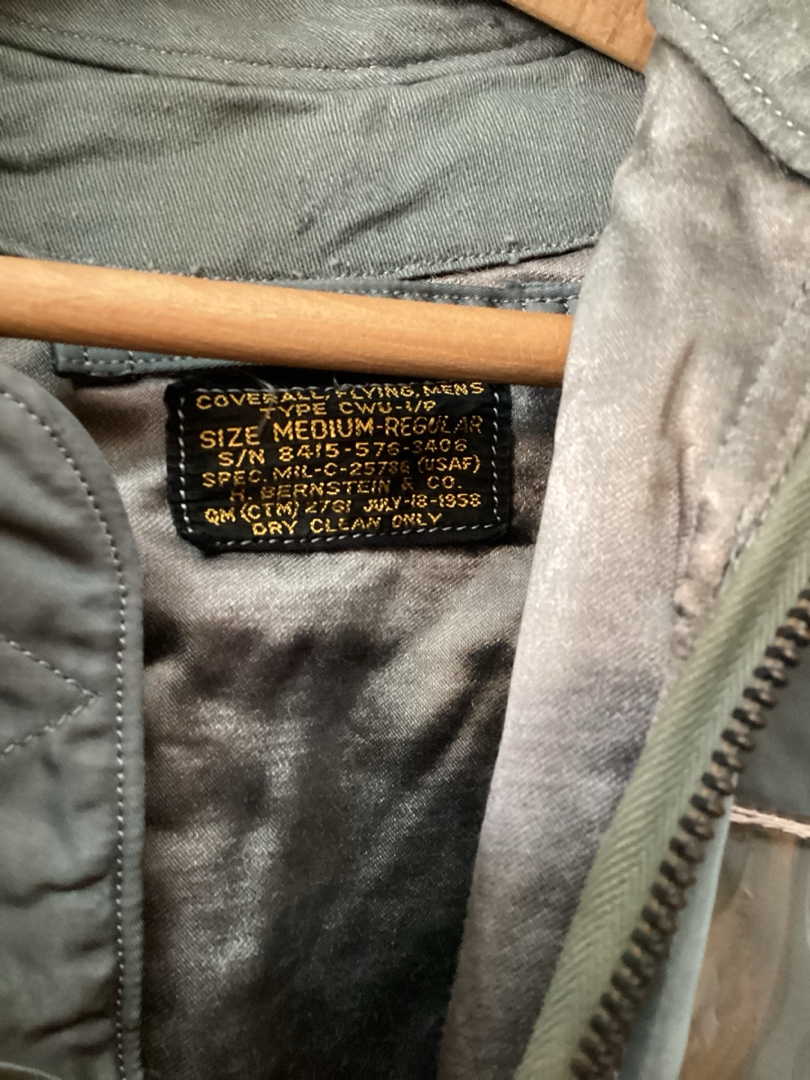 COVERALL, FLYING, MENS
TYPE CWU-1/P
SIZE MEDIUM-REGULAR
S/N 8415-576-3406
SPEC. MIL-C-25786 (USAF)
H. BERNSTEIN & CO.
QM (CTM) 2761 JULY-18-1958
DRY CLEAN ONLY